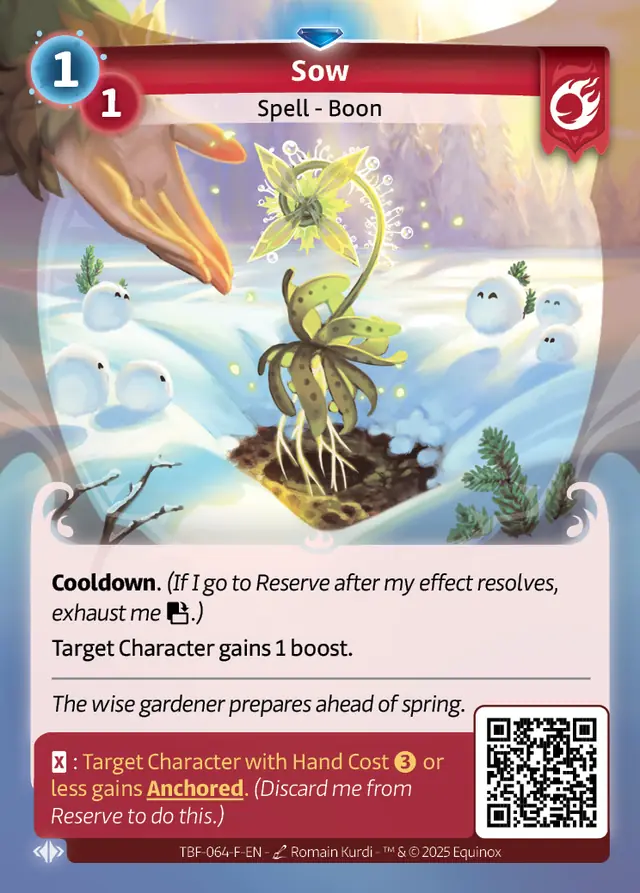 1
Sow
1
Spell - Boon
Cooldown. (If I go to Reserve after my effect resolves,
exhaust me .)
Target Character gains 1 boost.
The wise gardener prepares ahead of spring.
X : Target Character with Hand Cost 3 or
less gains Anchored. (Discard me from
Reserve to do this.)
TBF-064-F-EN - Romain Kurdi - ™ & © 2025 Equinox